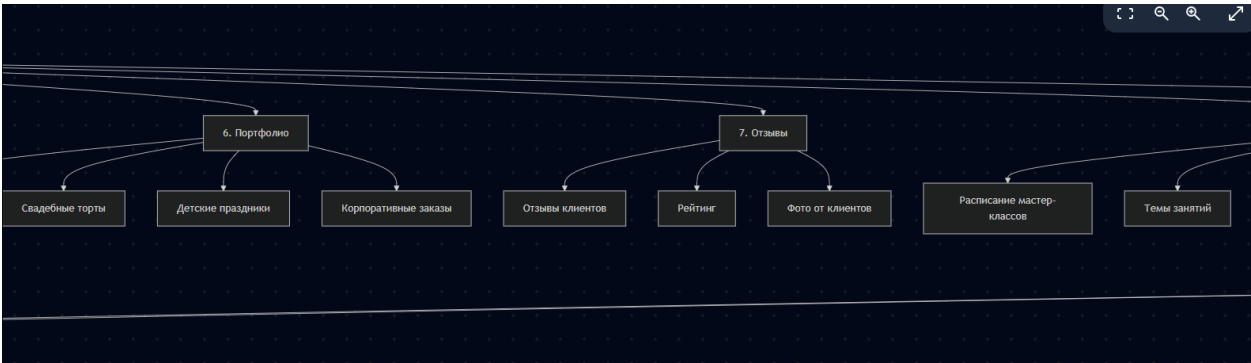 6. Портфолио
7. Отзывы
Свадебные торты
Детские праздники
Корпоративные заказы
Отзывы клиентов
Рейтинг
Фото от клиентов
Расписание мастер-
классов
Темы занятий